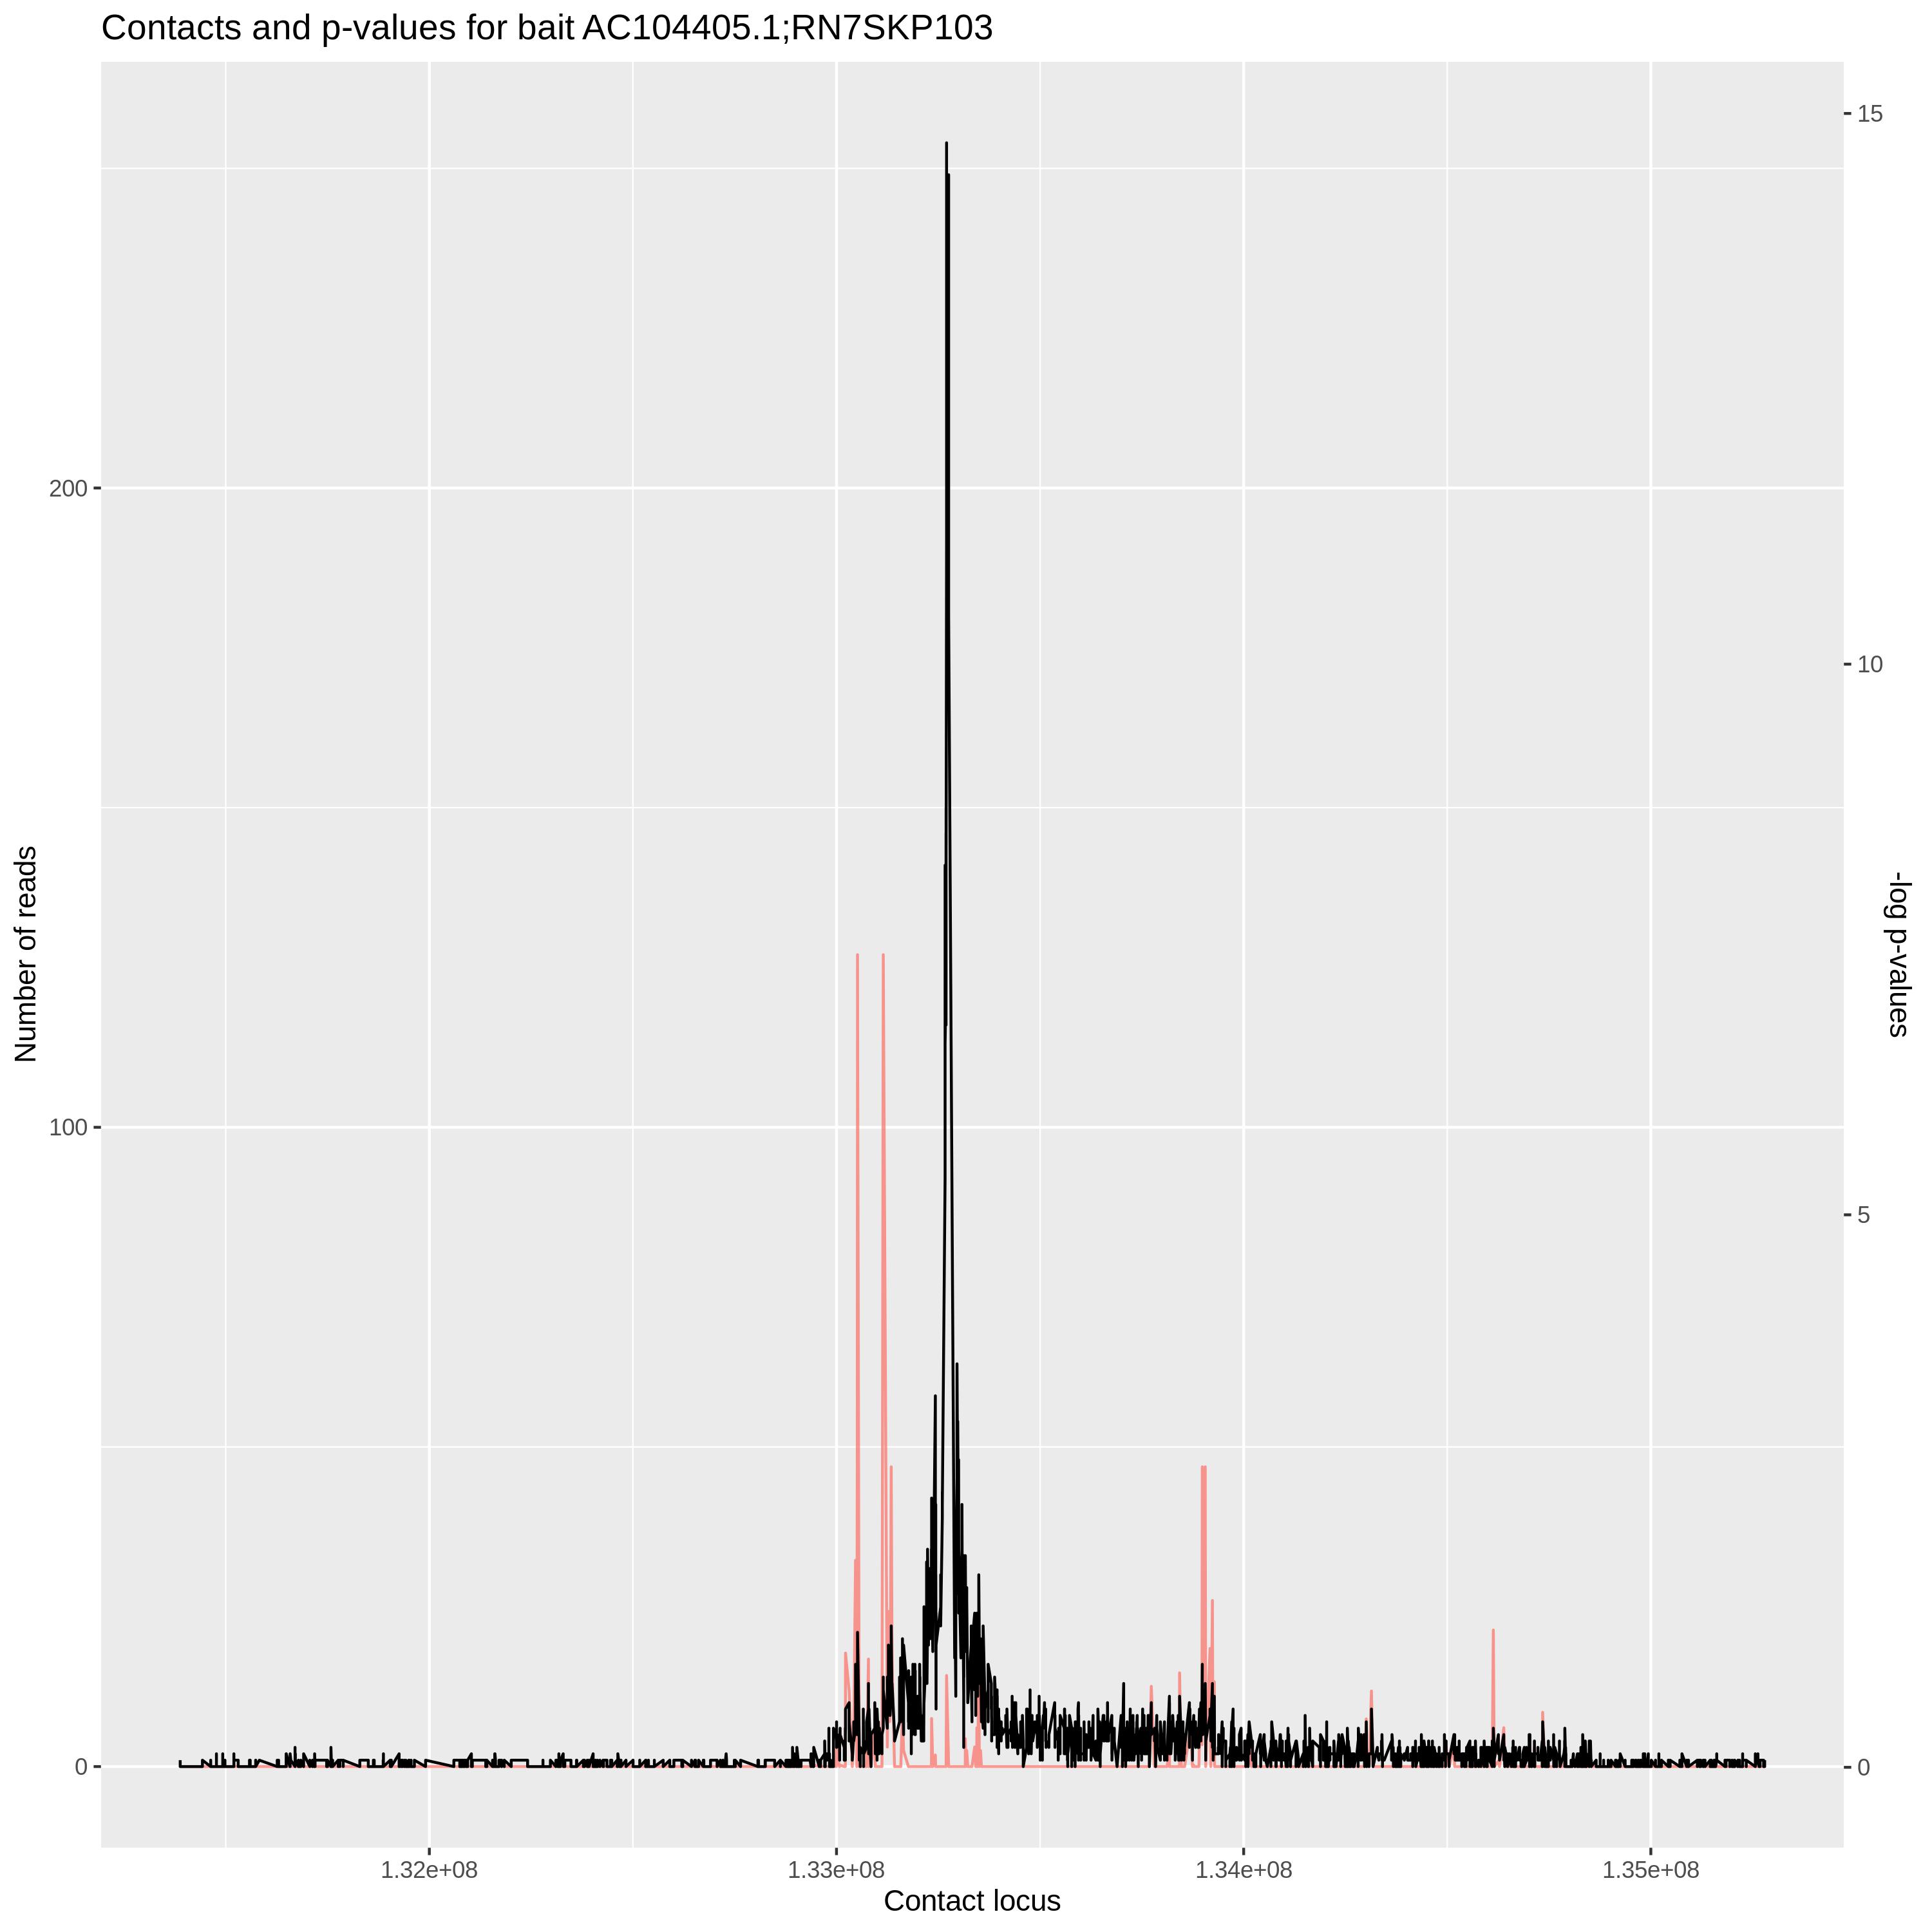 Contacts and p-values for bait AC104405.1;RN7SKP103
15
200
10
Number of reads
-log p-values
100
5
0
0
1.32e+08
1.33e+08
1.34e+08
1.35e+08
Contact locus